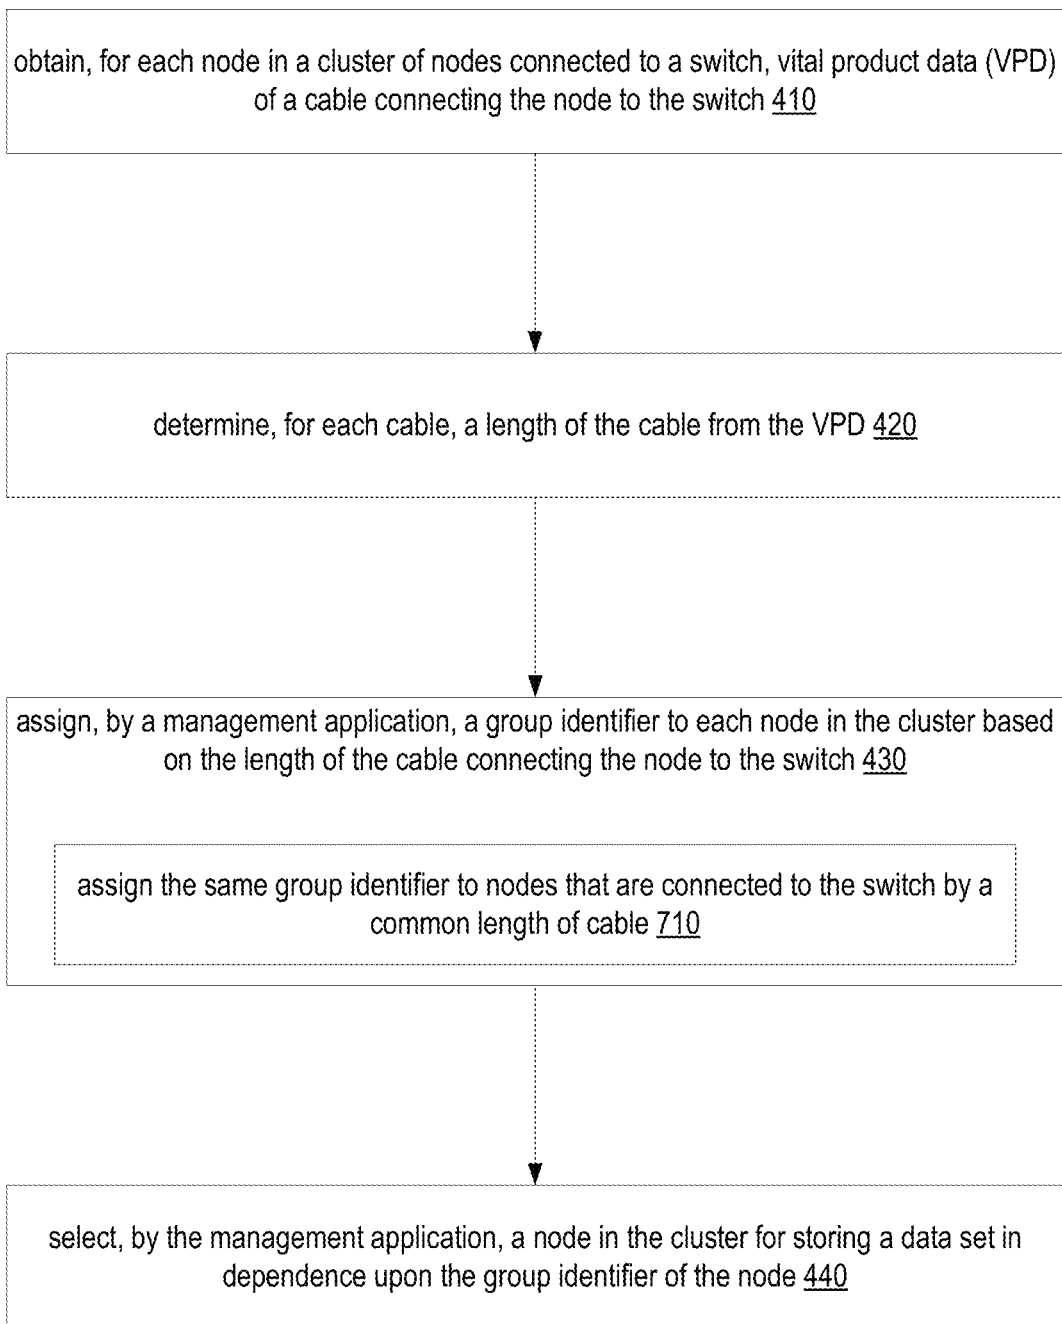 obtain, for each node in a cluster of nodes connected to a switch, vital product data (VPD)
of a cable connecting the node to the switch 410
determine, for each cable, a length of the cable from the VPD 420
assign, by a management application, a group identifier to each node in the cluster based
on the length of the cable connecting the node to the switch 430
assign the same group identifier to nodes that are connected to the switch by a
common length of cable 710
select, by the management application, a node in the cluster for storing a data set in
dependence upon the group identifier of the node 440